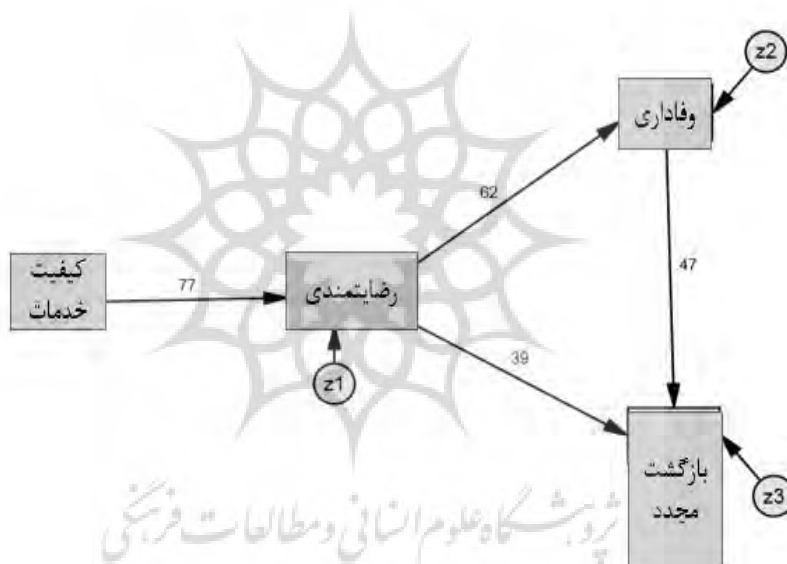 z2
وفاداری
62
کیفیت
خدمات
77
رضایتمندی
47
39
z1
بازگشت
مجدد
z3
پژوهشگاه علوم انسانی و مطالعات فرهنگی